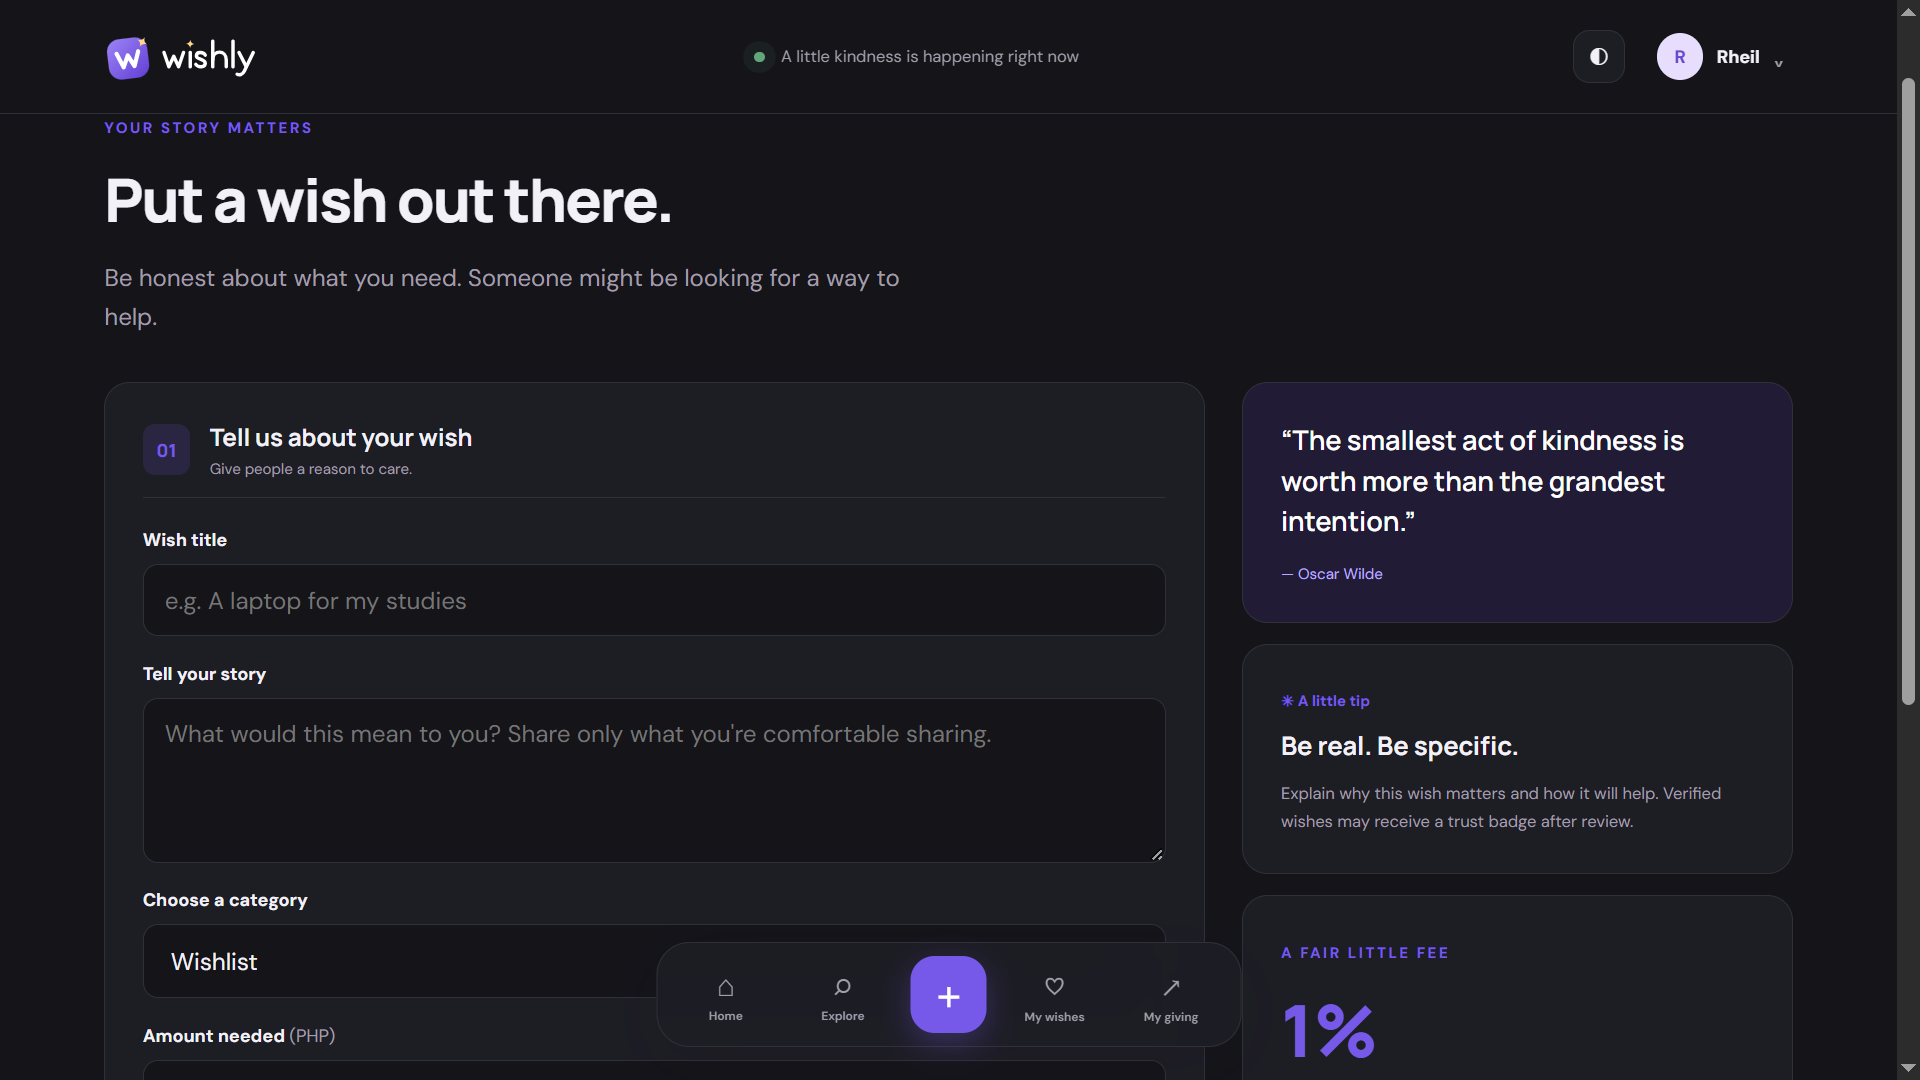 w wishly
A little kindness is happening right now
R Rheil
YOUR STORY MATTERS
Put a wish out there.
Be honest about what you need. Someone might be looking for a way to
help.
01
Tell us about your wish
Give people a reason to care.
Wish title
e.g. A laptop for my studies
Tell your story
What would this mean to you? Share only what you're comfortable sharing.
Choose a category
Wishlist
Amount needed (PHP)
“The smallest act of kindness is
worth more than the grandest
intention.”
— Oscar Wilde
✳ A little tip
Be real. Be specific.
Explain why this wish matters and how it will help. Verified
wishes may receive a trust badge after review.
A FAIR LITTLE FEE
1%
Home
Explore
+
My wishes
My giving